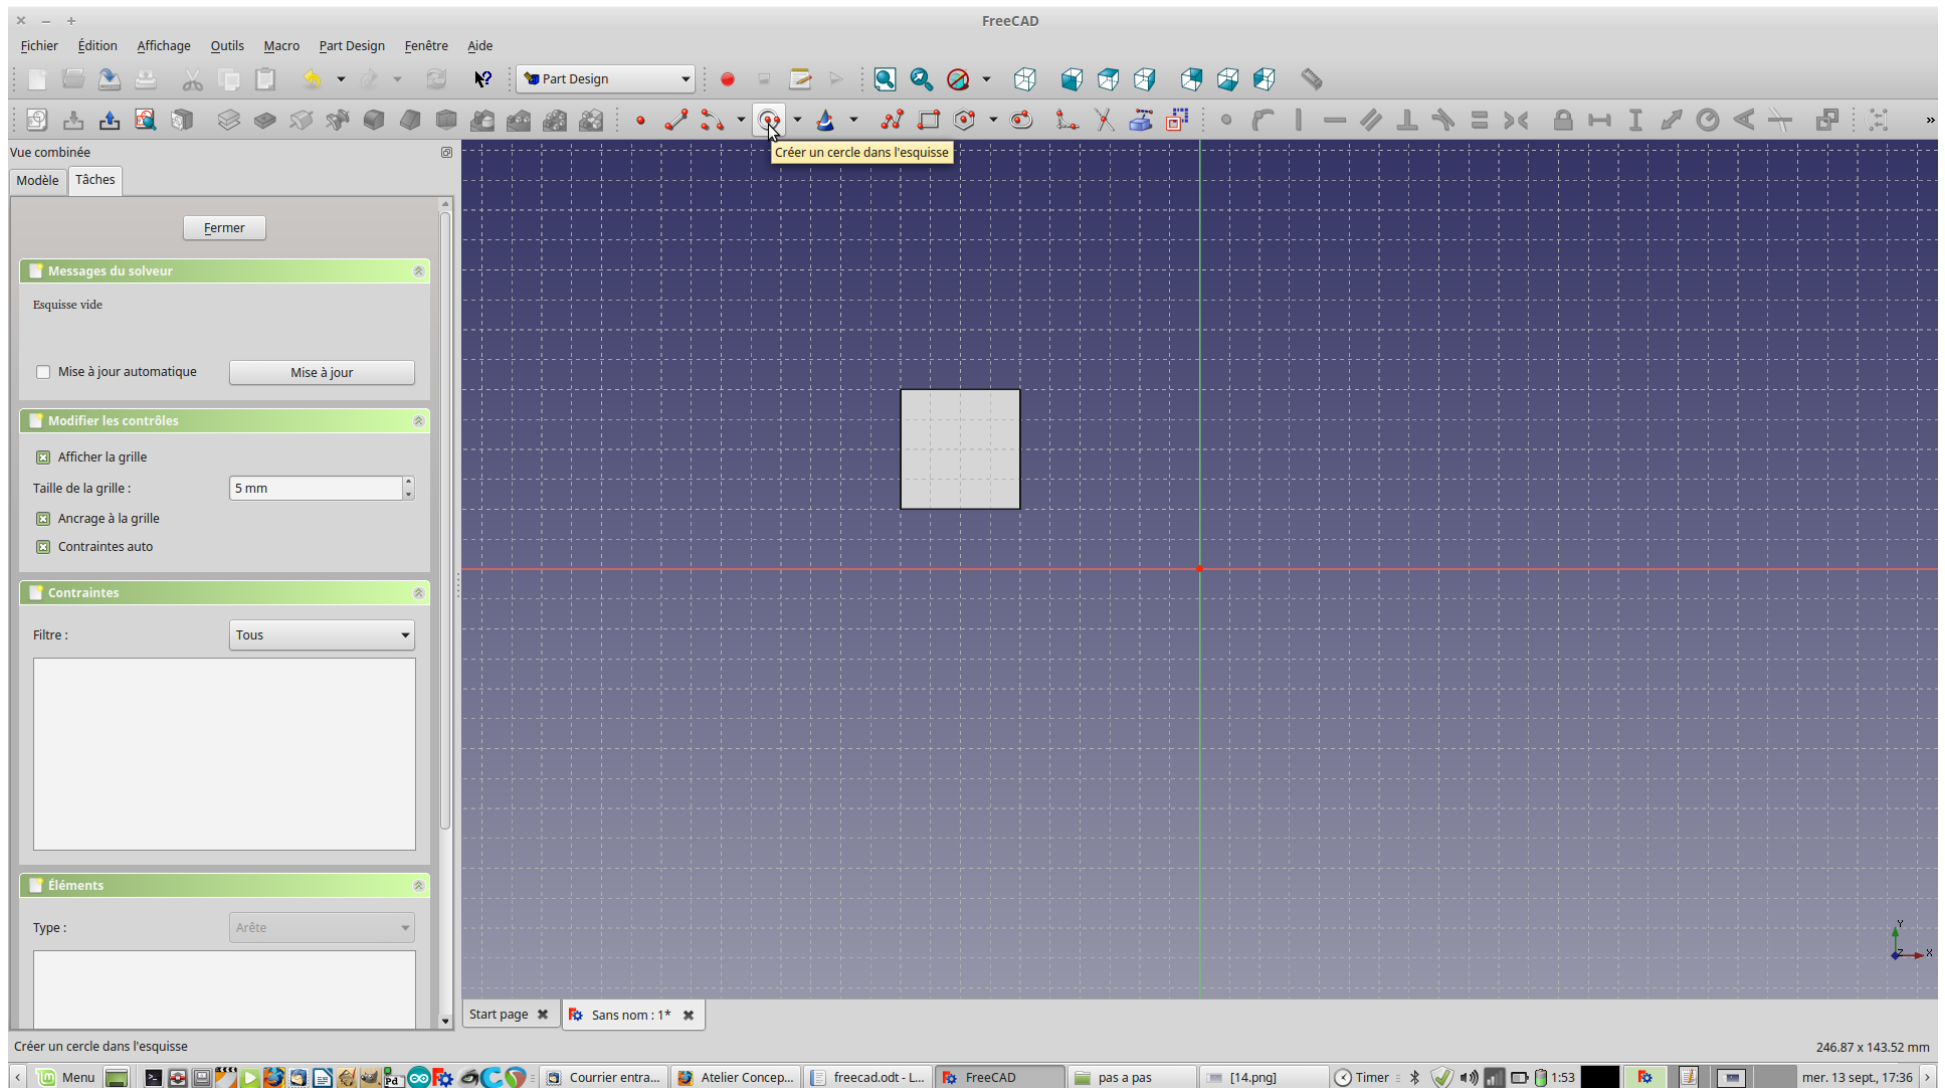 FreeCAD
Fichier Édition Affichage Outils Macro Part Design Fenêtre Aide
Part Design
Créer un cercle dans l'esquisse
Vue combinée
Modèle Tâches
Fermer
Messages du solveur
Esquisse vide
Mise à jour automatique Mise à jour
Modifier les contrôles
Afficher la grille
Taille de la grille : 5 mm
Ancrage à la grille
Contraintes auto
Contraintes
Filtre : Tous
Éléments
Type : Arête
Y
Z X
Start page Sans nom : 1*
Créer un cercle dans l'esquisse 246.87 x 143.52 mm
Menu Pd Courrier entra... Atelier Concep... freecad.odt - L... FreeCAD pas a pas [14.png] Timer 1:53 mer. 13 sept., 17:36